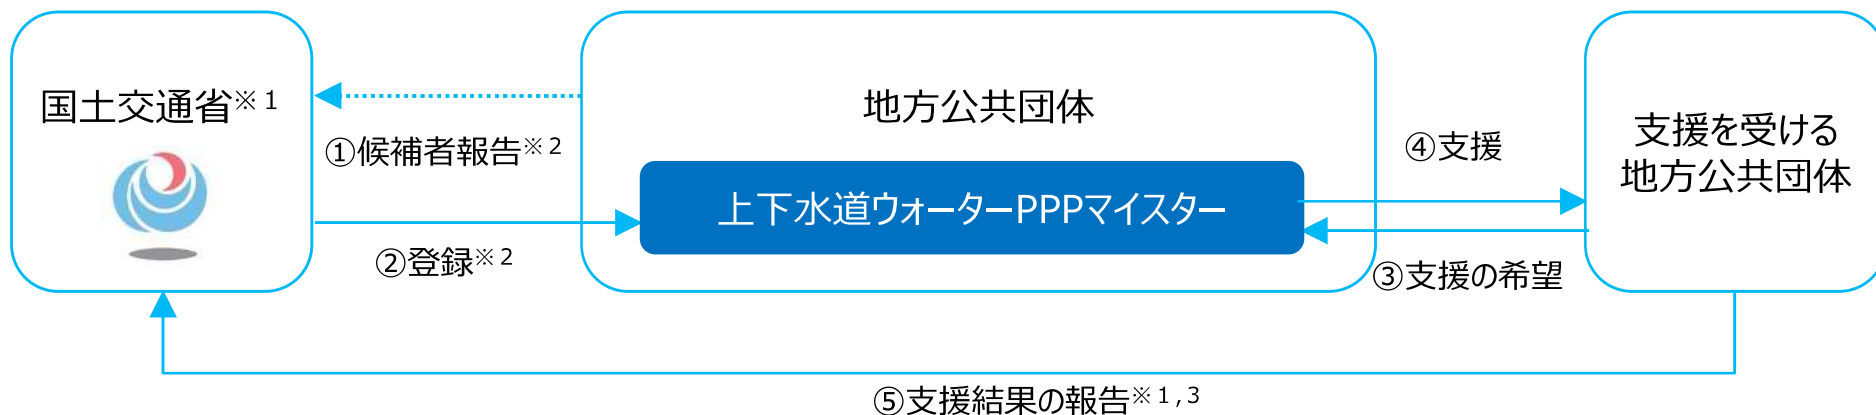 国土交通省※1
①候補者報告※2
②登録※2
地方公共団体
上下水道ウォーターPPPマイスター
④支援
③支援の希望
支援を受ける
地方公共団体
⑤支援結果の報告※1,3